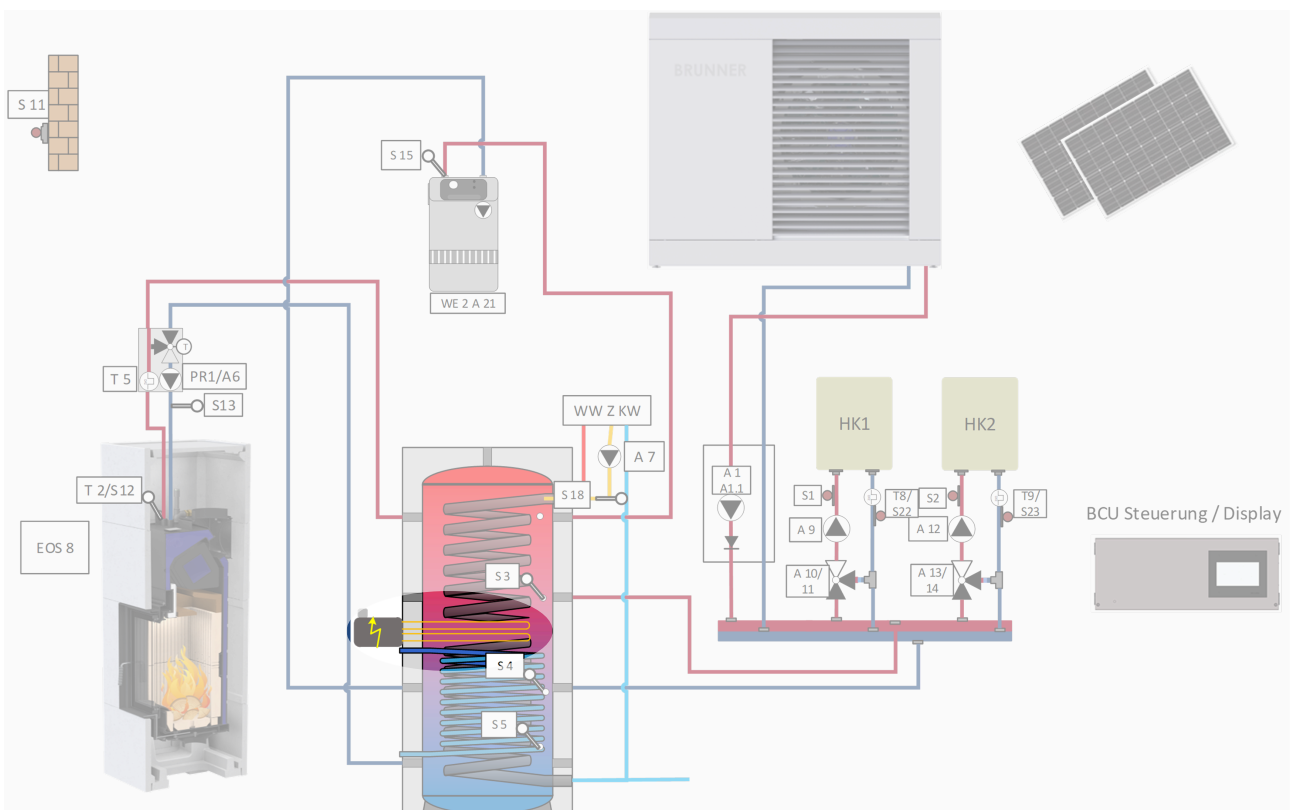 BRUNNER
S 11
S 15
WE 2 A 21
T 5
PR1/A6
T
S13
WW Z KW
HK1
HK2
A 7
T 2/S12
S18
A 1
A1.1
S1
T8/
S22
S2
T9/
S23
BCU Steuerung / Display
A 9
A 12
EOS 8
S 3
A 10/
11
A 13/
14
S 4
S 5